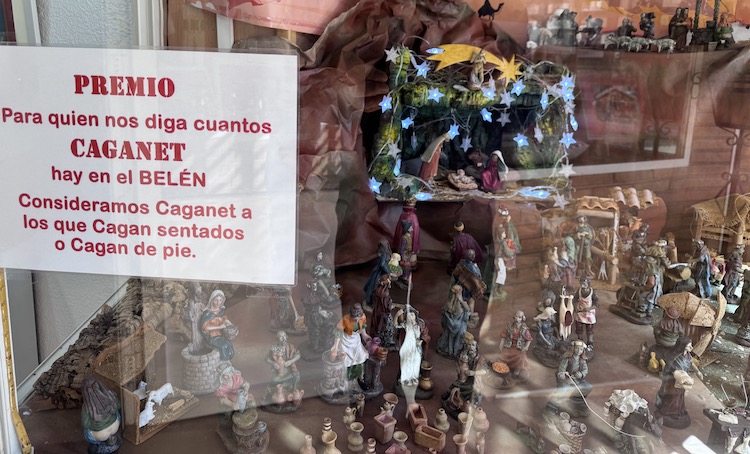 PREMIO
Para quien nos diga cuantos
CAGANET
hay en el BELÉN
Consideramos Caganet a
los que Cagan sentados
o Cagan de pie.